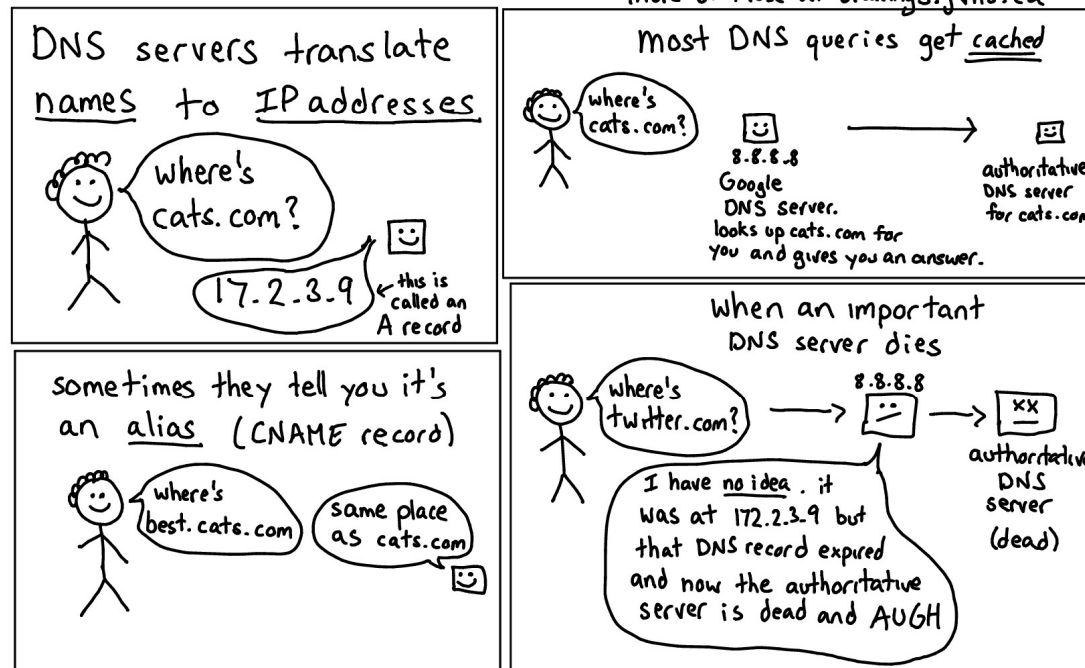 DNS servers translate
names to IP addresses
where's
cats.com?
17.2.3.9
←this is
called an
A record
most DNS queries get cached
where's
cats.com?
8.8.8.8
Google
DNS server.
looks up cats.com for
you and gives you an answer.
authoritative
DNS server
for cats.com
sometimes they tell you it's
an alias (CNAME record)
where's
best.cats.com
same place
as cats.com
when an important
DNS server dies
where's
twitter.com?
8.8.8.8
I have no idea. it
was at 172.2.3.9 but
that DNS record expired
and now the authoritative
server is dead and AUGH
authoritative
DNS
server
(dead)